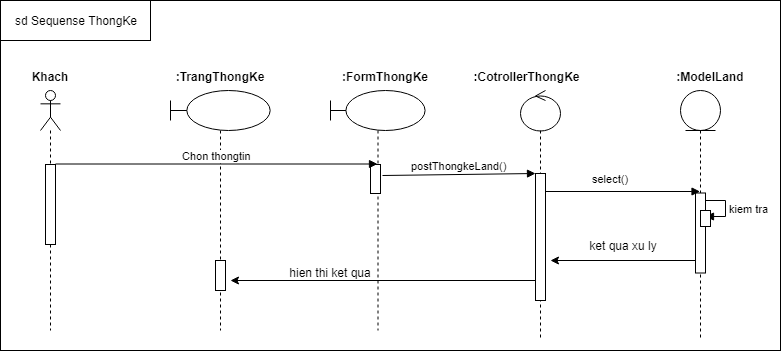 sd Sequense ThongKe
Khach
:TrangThongKe
:FormThongKe
:CotrollerThongKe
:ModelLand
Chon thongtin
postThongkeLand()
select()
kiem tra
ket qua xu ly
hien thi ket qua